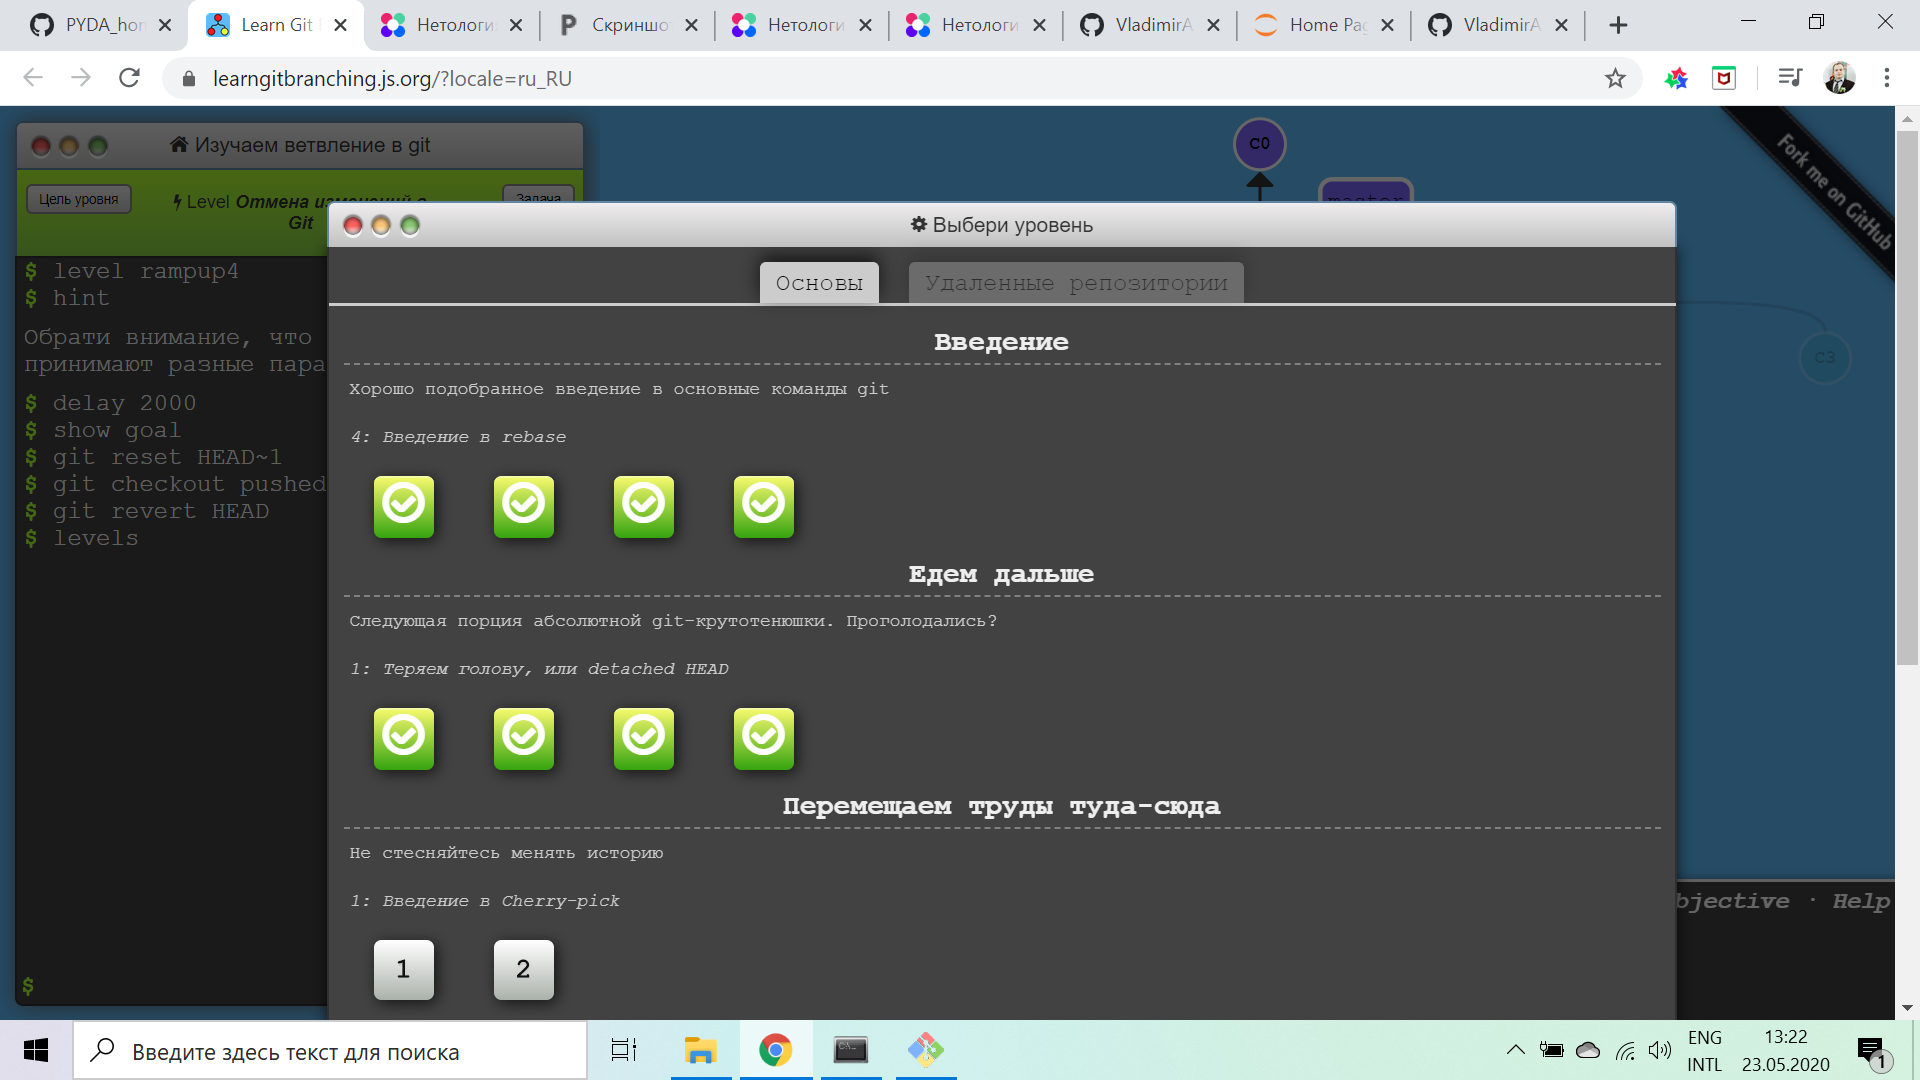 PYDA_hor
Learn Git
Нетологи
Скриншо
Нетологи
Нетологи
VladimirA
Home Pag
VladimirA
learngitbranching.js.org/?locale=ru_RU
Изучаем ветвление в git
Цель уровня
Level Отмена изменений в Git
Задача
$ level rampup4
$ hint
Обрати внимание, что
принимают разные пара
$ delay 2000
$ show goal
$ git reset HEAD~1
$ git checkout pushed
$ git revert HEAD
$ levels
$
C0
master
C3
Fork me on GitHub
Выбери уровень
Основы
Удаленные репозитории
Введение
Хорошо подобранное введение в основные команды git
4: Введение в rebase
Едем дальше
Следующая порция абсолютной git-крутотенюшки. Проголодались?
1: Теряем голову, или detached HEAD
Перемещаем труды туда-сюда
Не стесняйтесь менять историю
1: Введение в Cherry-pick
1
2
bjective · Help
Введите здесь текст для поиска
ENG
INTL
13:22
23.05.2020
1